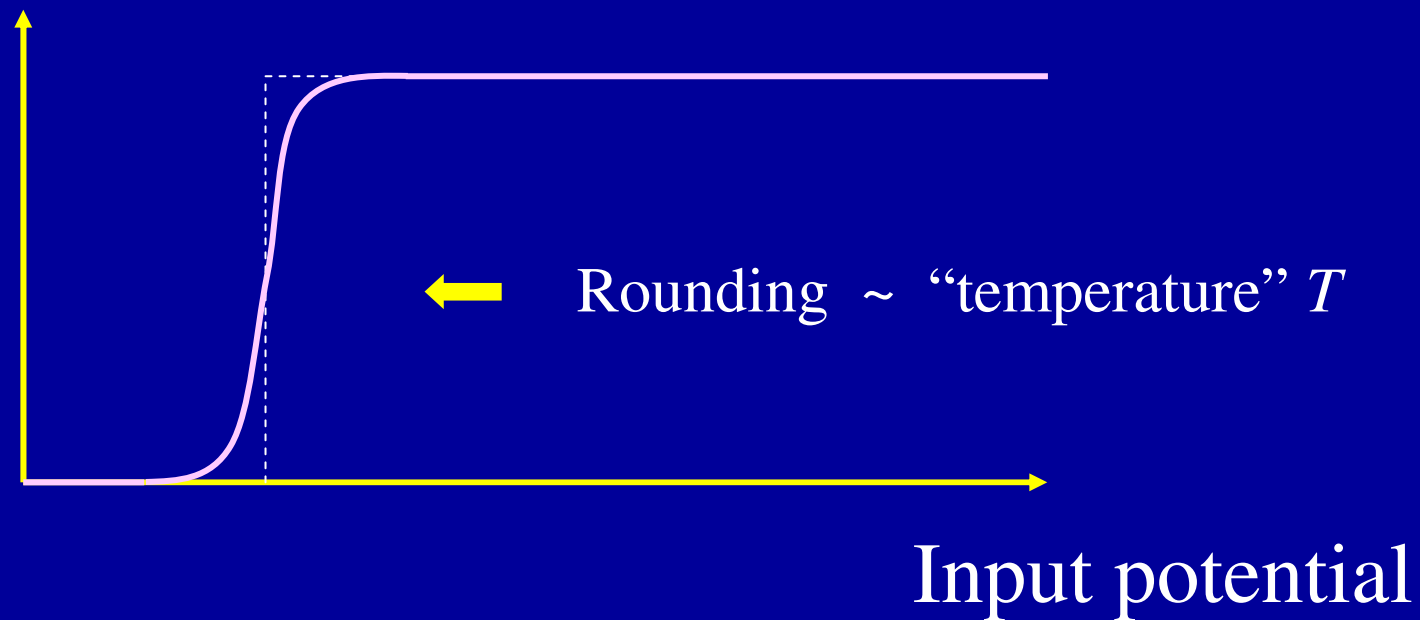 Rounding ~ “temperature” T
Input potential